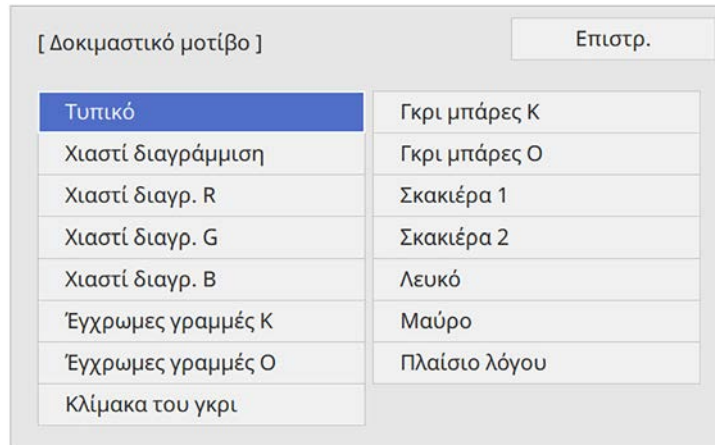 [ Δοκιμαστικό μοτίβο ]
Επιστρ.
Τυπικό
Χιαστί διαγράμμιση
Χιαστί διαγρ. R
Χιαστί διαγρ. G
Χιαστί διαγρ. B
Έγχρωμες γραμμές Κ
Έγχρωμες γραμμές Ο
Κλίμακα του γκρι
Γκρι μπάρες Κ
Γκρι μπάρες Ο
Σκακιέρα 1
Σκακιέρα 2
Λευκό
Μαύρο
Πλαίσιο λόγου